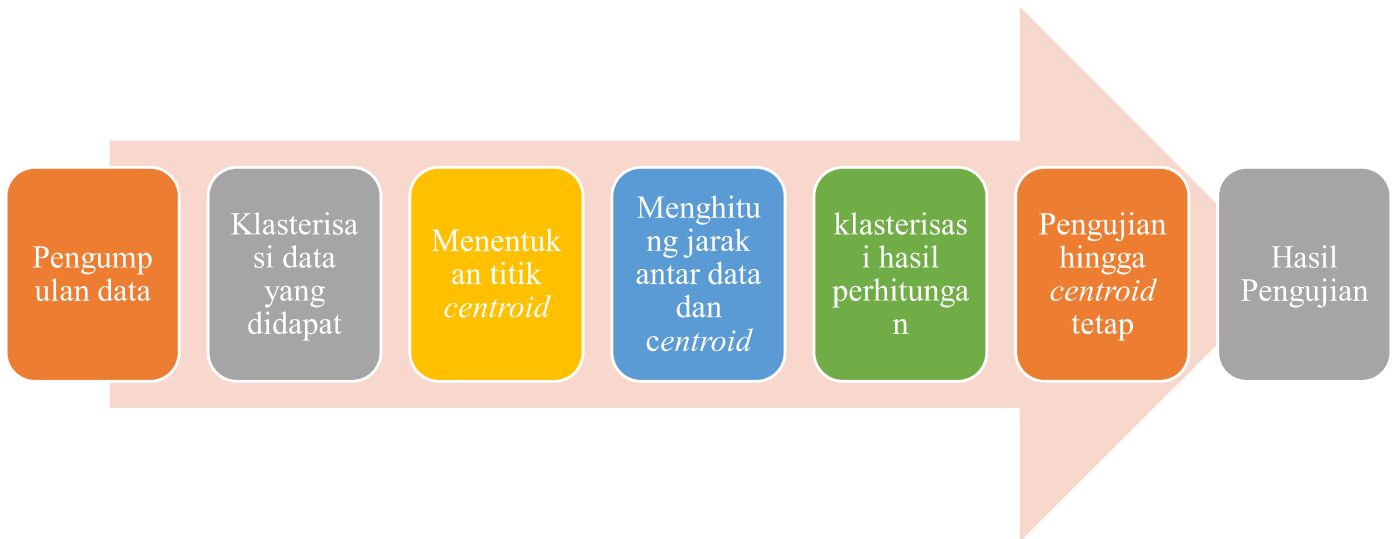 Pengump
ulan data
Klasterisa
si data
yang
didapat
Menentuk
an titik
centroid
Menghitu
ng jarak
antar data
dan
centroid
klasterisas
i hasil
perhitunga
n
Pengujian
hingga
centroid
tetap
Hasil
Pengujian